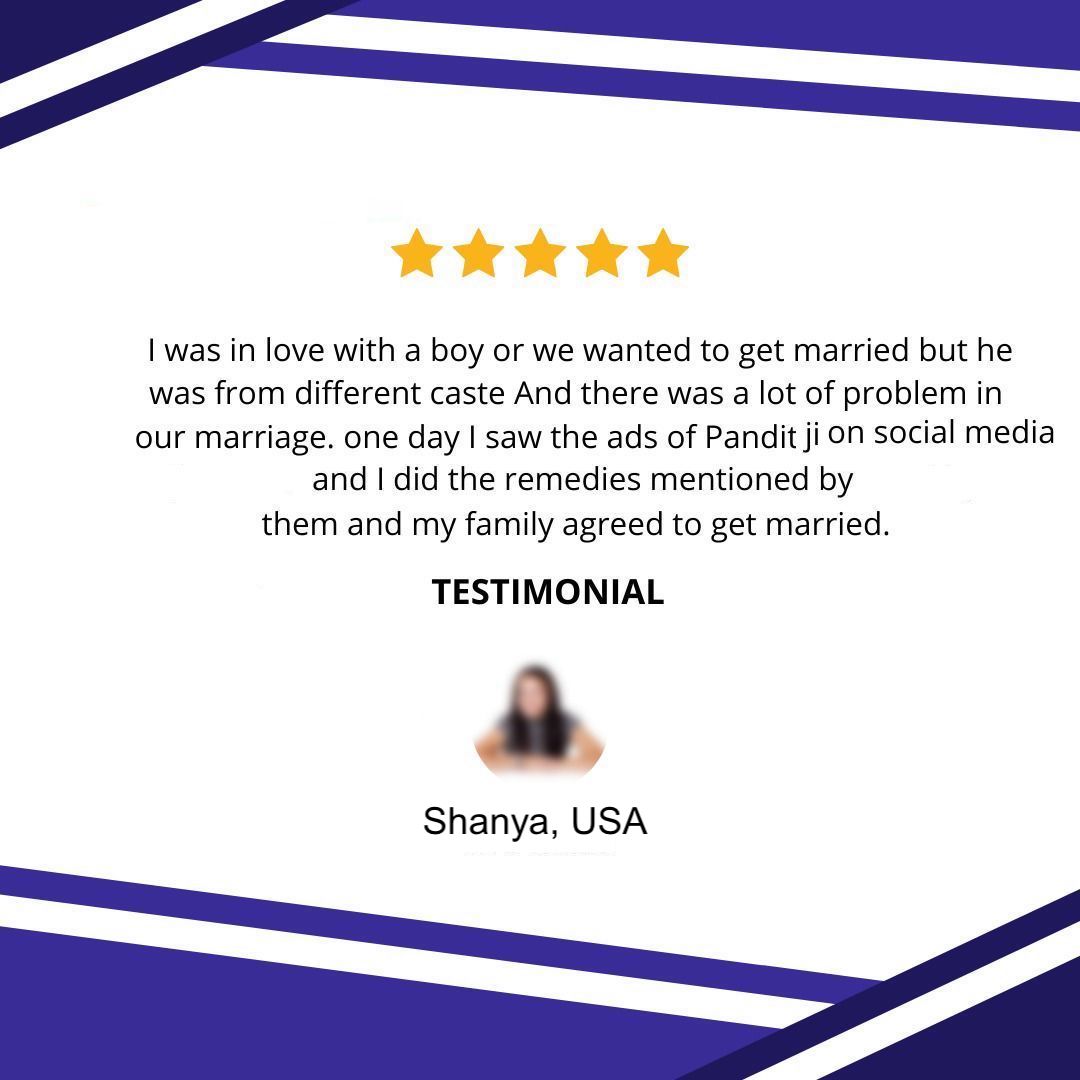 I was in love with a boy or we wanted to get married but he
was from different caste And there was a lot of problem in
our marriage. one day I saw the ads of Pandit ji on social media
and I did the remedies mentioned by
them and my family agreed to get married.
TESTIMONIAL
Shanya, USA